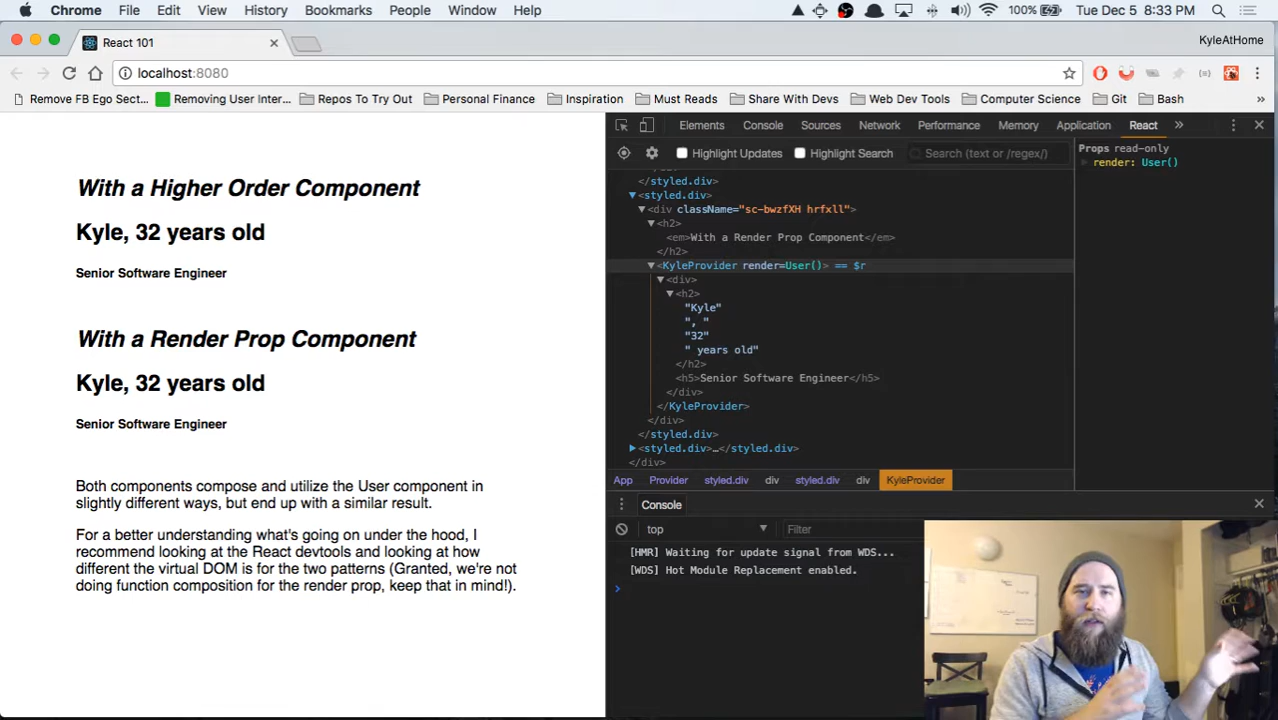 Chrome File Edit View History Bookmarks People Window Help 100% Tue Dec 5 8:33 PM
React 101 KyleAtHome
localhost:8080
Remove FB Ego Sect... Removing User Inter... Repos To Try Out Personal Finance Inspiration Must Reads Share With Devs Web Dev Tools Computer Science Git Bash »
With a Higher Order Component
Kyle, 32 years old
Senior Software Engineer
With a Render Prop Component
Kyle, 32 years old
Senior Software Engineer
Both components compose and utilize the User component in
slightly different ways, but end up with a similar result.
For a better understanding what's going on under the hood, I
recommend looking at the React devtools and looking at how
different the virtual DOM is for the two patterns (Granted, we're not
doing function composition for the render prop, keep that in mind!).
Elements Console Sources Network Performance Memory Application React »
Highlight Updates Highlight Search Search (text or /regex/)
</styled.div>
<styled.div>
<div className="sc-bwzfXH hrfxll">
<h2>
<em>With a Render Prop Component</em>
</h2>
<KyleProvider render=User()> == $r
<div>
<h2>
"Kyle"
", "
"32"
" years old"
</h2>
<h5>Senior Software Engineer</h5>
</div>
</KyleProvider>
</div>
</styled.div>
<styled.div>…</styled.div>
</div>
App Provider styled.div div styled.div div KyleProvider
Props read-only
render: User()
Console
top Filter
[HMR] Waiting for update signal from WDS...
[WDS] Hot Module Replacement enabled.